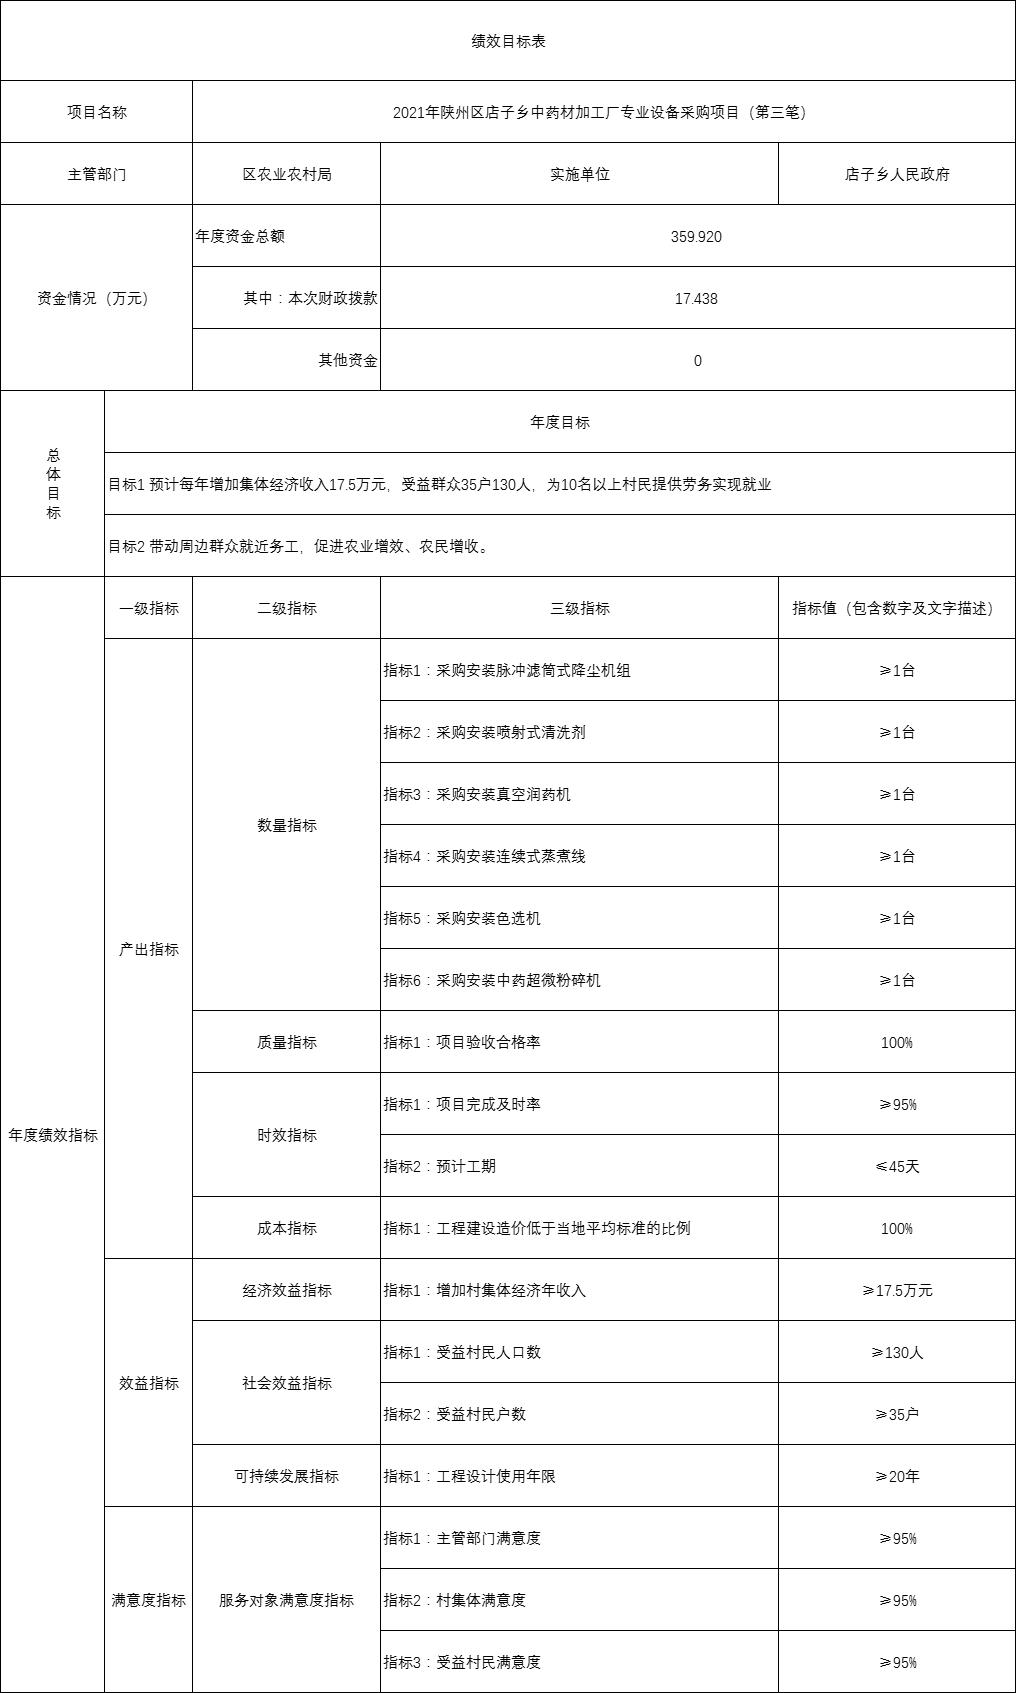 绩效目标表
项目名称
2021年陕州区店子乡中药材加工厂专业设备采购项目（第三笔）
主管部门
区农业农村局
实施单位
店子乡人民政府
资金情况（万元）
年度资金总额
359.920
其中：本次财政拨款
17.438
其他资金
0
总体目标
年度目标
目标1 预计每年增加集体经济收入17.5万元，受益群众35户130人，为10名以上村民提供劳务实现就业
目标2 带动周边群众就近务工，促进农业增效、农民增收。
年度绩效指标
一级指标
二级指标
三级指标
指标值（包含数字及文字描述）
产出指标
数量指标
指标1：采购安装脉冲滤筒式降尘机组
≥1台
指标2：采购安装喷射式清洗剂
≥1台
指标3：采购安装真空润药机
≥1台
指标4：采购安装连续式蒸煮线
≥1台
指标5：采购安装色选机
≥1台
指标6：采购安装中药超微粉碎机
≥1台
质量指标
指标1：项目验收合格率
100%
时效指标
指标1：项目完成及时率
≥95%
指标2：预计工期
≤45天
成本指标
指标1：工程建设造价低于当地平均标准的比例
100%
效益指标
经济效益指标
指标1：增加村集体经济年收入
≥17.5万元
社会效益指标
指标1：受益村民人口数
≥130人
指标2：受益村民户数
≥35户
可持续发展指标
指标1：工程设计使用年限
≥20年
满意度指标
服务对象满意度指标
指标1：主管部门满意度
≥95%
指标2：村集体满意度
≥95%
指标3：受益村民满意度
≥95%